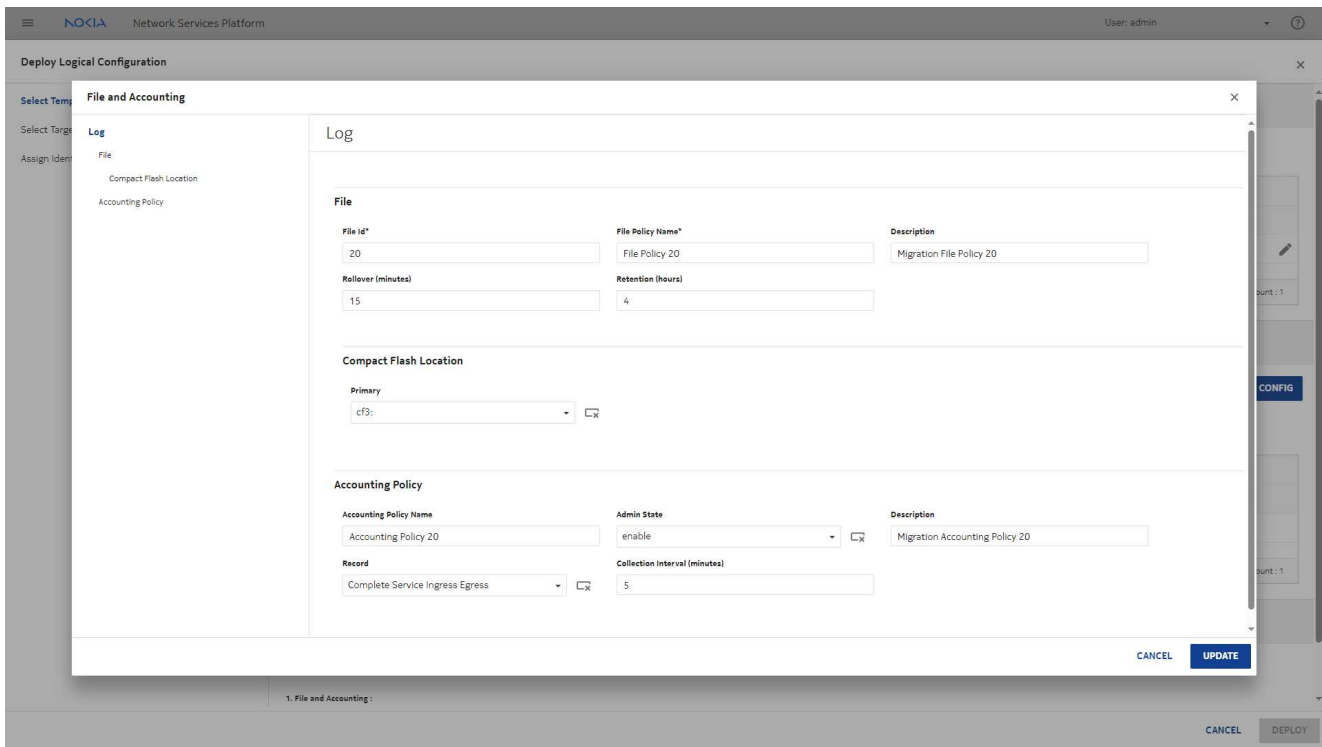 NOKIA Network Services Platform User: admin
Deploy Logical Configuration
Select Temp
Select Targe
Assign Iden
File and Accounting
Log
File
Compact Flash Location
Accounting Policy
Log
File
File Id* File Policy Name* Description
20 File Policy 20 Migration File Policy 20
Rollover (minutes) Retention (hours)
15 4
Compact Flash Location
Primary
cf3:
Accounting Policy
Accounting Policy Name Admin State Description
Accounting Policy 20 enable Migration Accounting Policy 20
Record Collection Interval (minutes)
Complete Service Ingress Egress 5
CANCEL UPDATE
ount : 1
CONFIG
ount : 1
1. File and Accounting :
CANCEL DEPLOY